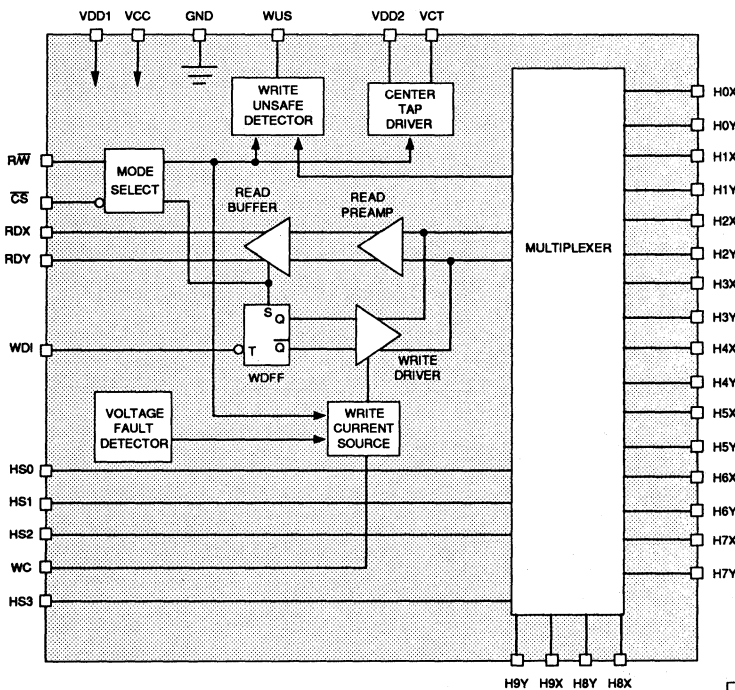 VDD1 VCC GND WUS VDD2 VCT
WRITE
UNSAFE
DETECTOR
CENTER
TAP
DRIVER
R/W̅
MODE
SELECT
C̅S̅
READ
BUFFER
READ
PREAMP
RDX
RDY
MULTIPLEXER
S
Q
Q̅
T
WDI
WDFF
WRITE
DRIVER
VOLTAGE
FAULT
DETECTOR
WRITE
CURRENT
SOURCE
HS0
HS1
HS2
WC
HS3
H0X
H0Y
H1X
H1Y
H2X
H2Y
H3X
H3Y
H4X
H4Y
H5X
H5Y
H6X
H6Y
H7X
H7Y
H9Y H9X H8Y H8X